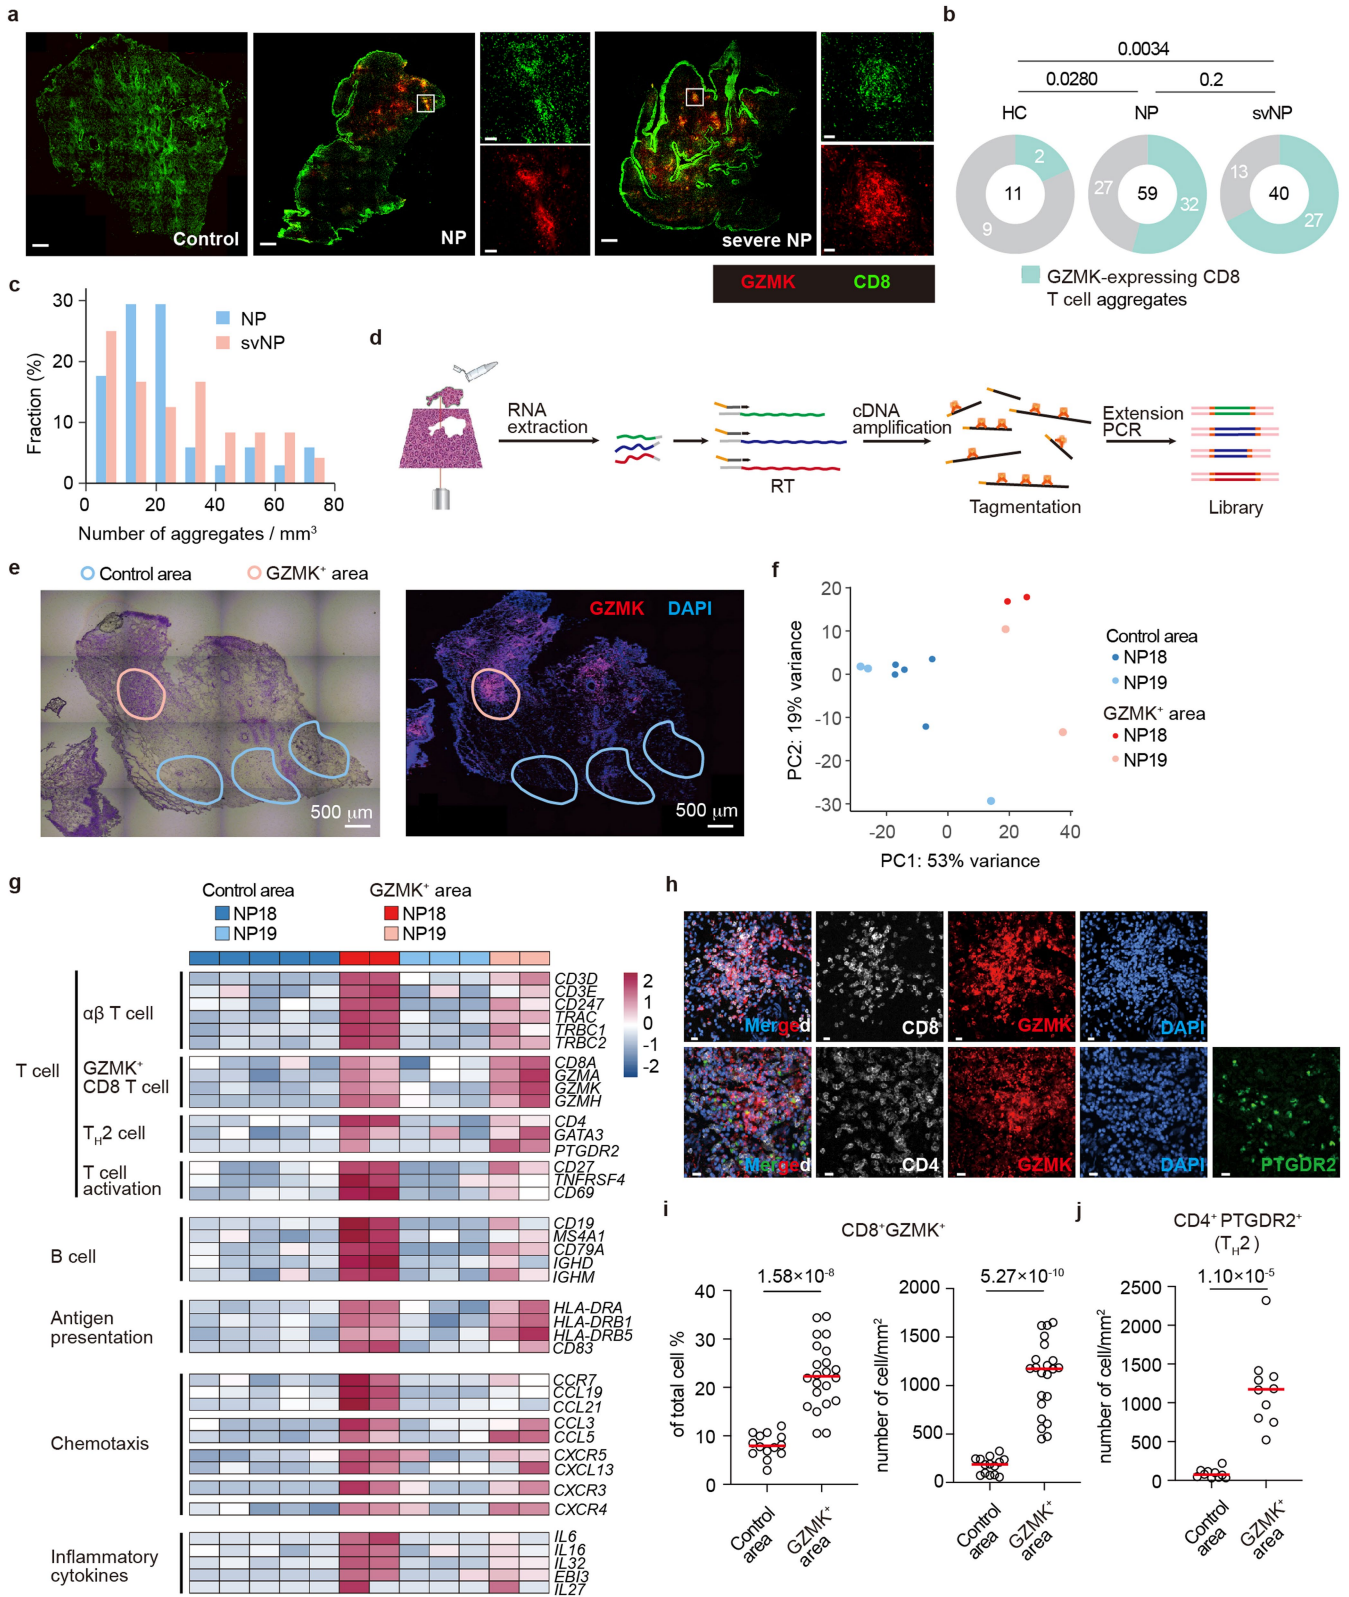 a
Control
NP
severe NP
GZMK CD8
b
0.0034
0.0280 0.2
HC NP svNP
2
11
9
27
59
32
13
40
27
GZMK-expressing CD8
T cell aggregates
c
30
20
10
0
Fraction (%)
NP
svNP
0 20 40 60 80
Number of aggregates / mm³
d
RNA
extraction
RT
cDNA
amplification
Tagmentation
Extension
PCR
Library
e
Control area GZMK⁺ area
500 μm
GZMK DAPI
500 μm
f
20
10
0
-10
-20
-30
PC2: 19% variance
-20 0 20 40
PC1: 53% variance
Control area
NP18
NP19
GZMK⁺ area
NP18
NP19
g
Control area GZMK⁺ area
NP18 NP18
NP19 NP19
T cell
αβ T cell
CD3D
CD3E
CD247
TRAC
TRBC1
TRBC2
GZMK⁺
CD8 T cell
CD8A
GZMA
GZMK
GZMH
T_H2 cell
CD4
GATA3
PTGDR2
T cell
activation
CD27
TNFRSF4
CD69
B cell
CD19
MS4A1
CD79A
IGHD
IGHM
Antigen
presentation
HLA-DRA
HLA-DRB1
HLA-DRB5
CD83
Chemotaxis
CCR7
CCL19
CCL21
CCL3
CCL5
CXCR5
CXCL13
CXCR3
CXCR4
Inflammatory
cytokines
IL6
IL16
IL32
EBI3
IL27
2
1
0
-1
-2
h
Merged CD8 GZMK DAPI
Merged CD4 GZMK DAPI PTGDR2
i
CD8⁺GZMK⁺
1.58×10⁻⁸
40
30
20
10
0
of total cell %
Control
area
GZMK⁺
area
5.27×10⁻¹⁰
2000
1500
1000
500
0
number of cell/mm²
Control
area
GZMK⁺
area
j
CD4⁺ PTGDR2⁺
(T_H2 )
1.10×10⁻⁵
2500
2000
1500
1000
500
0
number of cell/mm²
Control
area
GZMK⁺
area